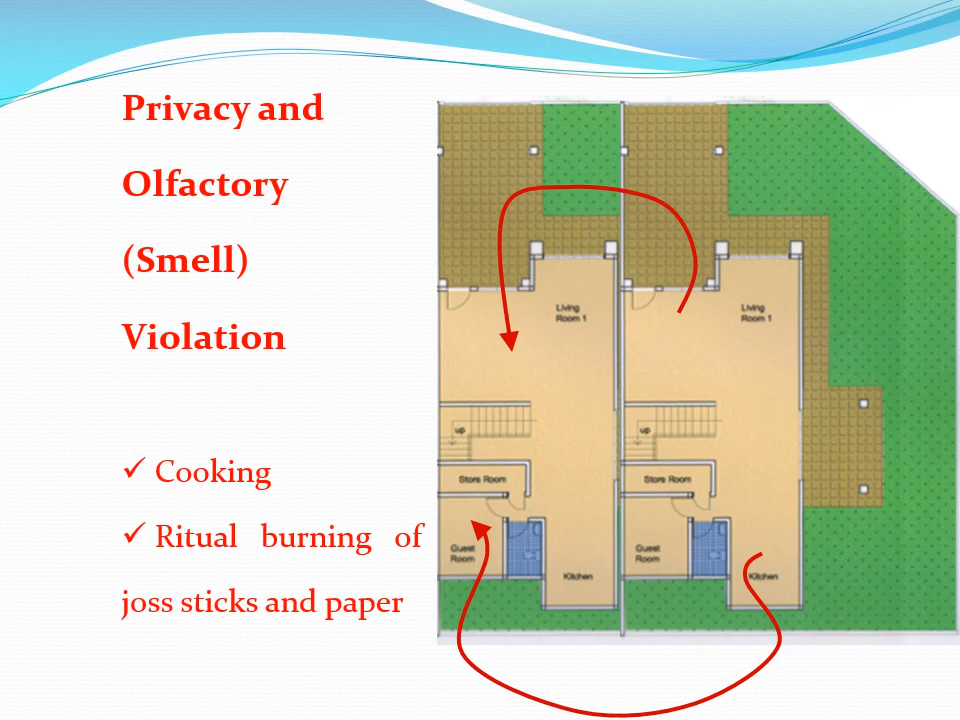 Privacy and
Olfactory
(Smell)
Violation
✓ Cooking
✓ Ritual burning of
joss sticks and paper
Living
Room 1
up
Store Room
Guest
Room
Kitchen
Living
Room 1
up
Store Room
Guest
Room
Kitchen